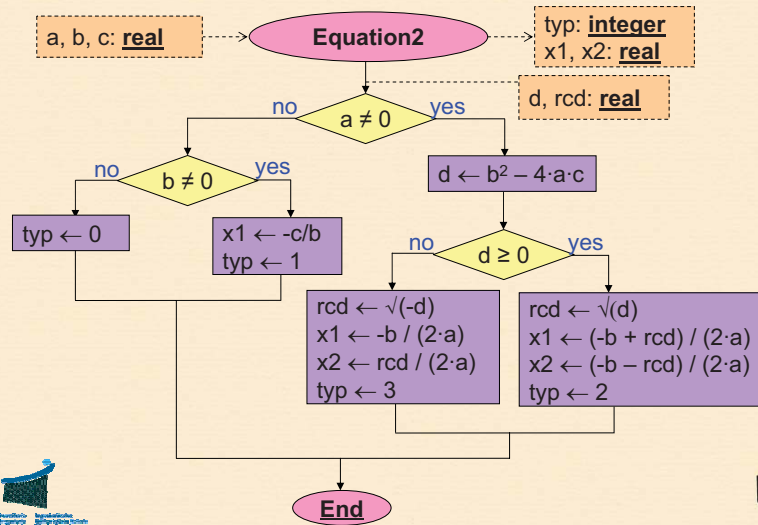 a, b, c: real
Equation2
typ: integer
x1, x2: real
d, rcd: real
no
yes
a ≠ 0
no
yes
b ≠ 0
d ← b² – 4·a·c
typ ← 0
x1 ← -c/b
typ ← 1
no
yes
d ≥ 0
rcd ← √(-d)
x1 ← -b / (2·a)
x2 ← rcd / (2·a)
typ ← 3
rcd ← √(d)
x1 ← (-b + rcd) / (2·a)
x2 ← (-b – rcd) / (2·a)
typ ← 2
End